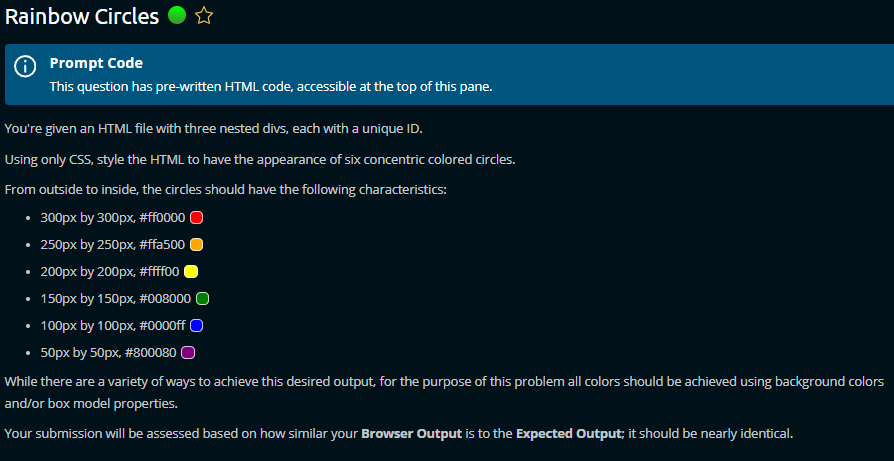 Rainbow Circles
Prompt Code
This question has pre-written HTML code, accessible at the top of this pane.
You're given an HTML file with three nested divs, each with a unique ID.
Using only CSS, style the HTML to have the appearance of six concentric colored circles.
From outside to inside, the circles should have the following characteristics:
• 300px by 300px, #ff0000
• 250px by 250px, #ffa500
• 200px by 200px, #ffff00
• 150px by 150px, #008000
• 100px by 100px, #0000ff
• 50px by 50px, #800080
While there are a variety of ways to achieve this desired output, for the purpose of this problem all colors should be achieved using background colors
and/or box model properties.
Your submission will be assessed based on how similar your Browser Output is to the Expected Output; it should be nearly identical.